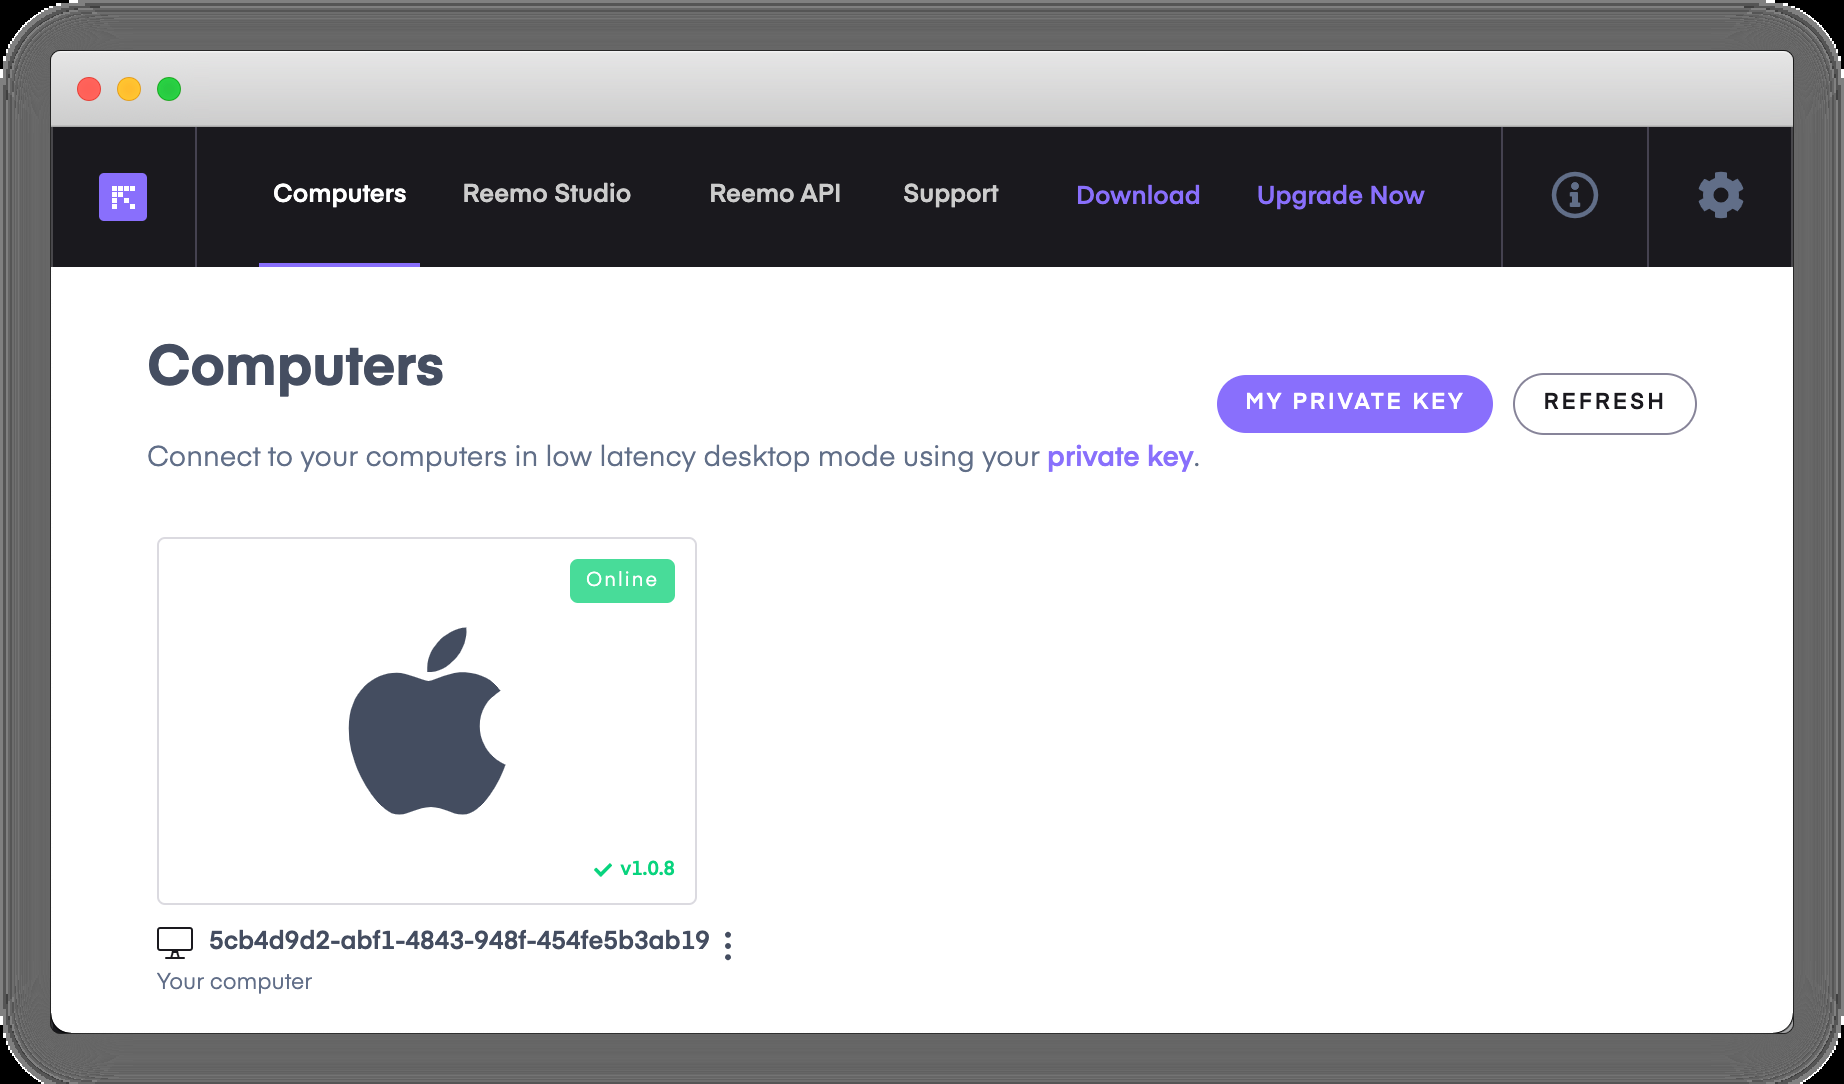 Computers
Reemo Studio
Reemo API
Support
Download
Upgrade Now
Computers
MY PRIVATE KEY
REFRESH
Connect to your computers in low latency desktop mode using your private key.
Online
v1.0.8
5cb4d9d2-abf1-4843-948f-454fe5b3ab19
Your computer